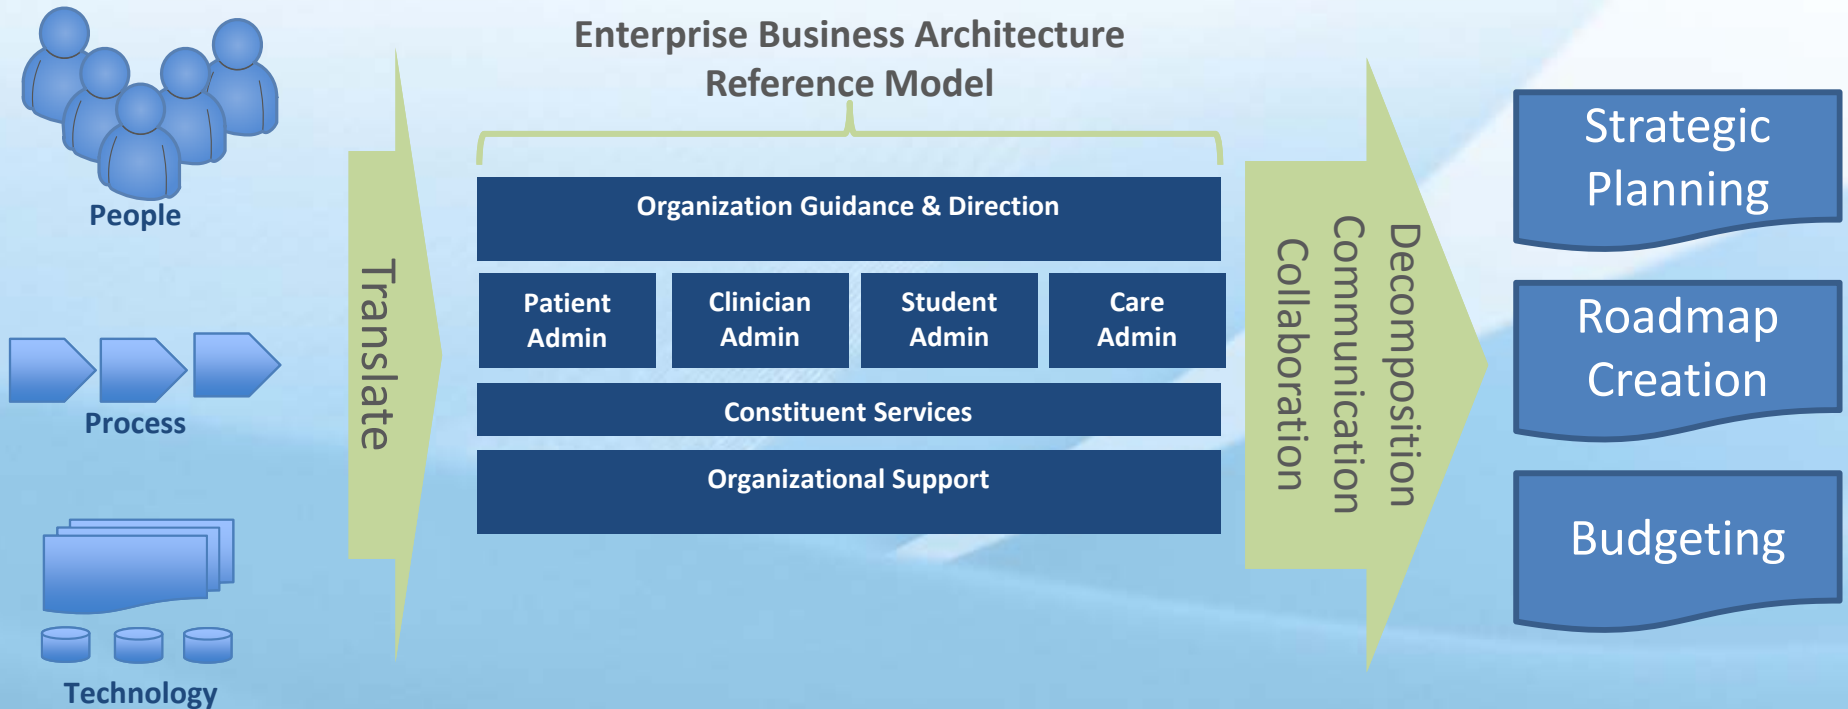 Enterprise Business Architecture
Reference Model
People
Process
Technology
Translate
Organization Guidance & Direction
Patient
Admin
Clinician
Admin
Student
Admin
Care
Admin
Constituent Services
Organizational Support
Decomposition
Communication
Collaboration
Strategic
Planning
Roadmap
Creation
Budgeting